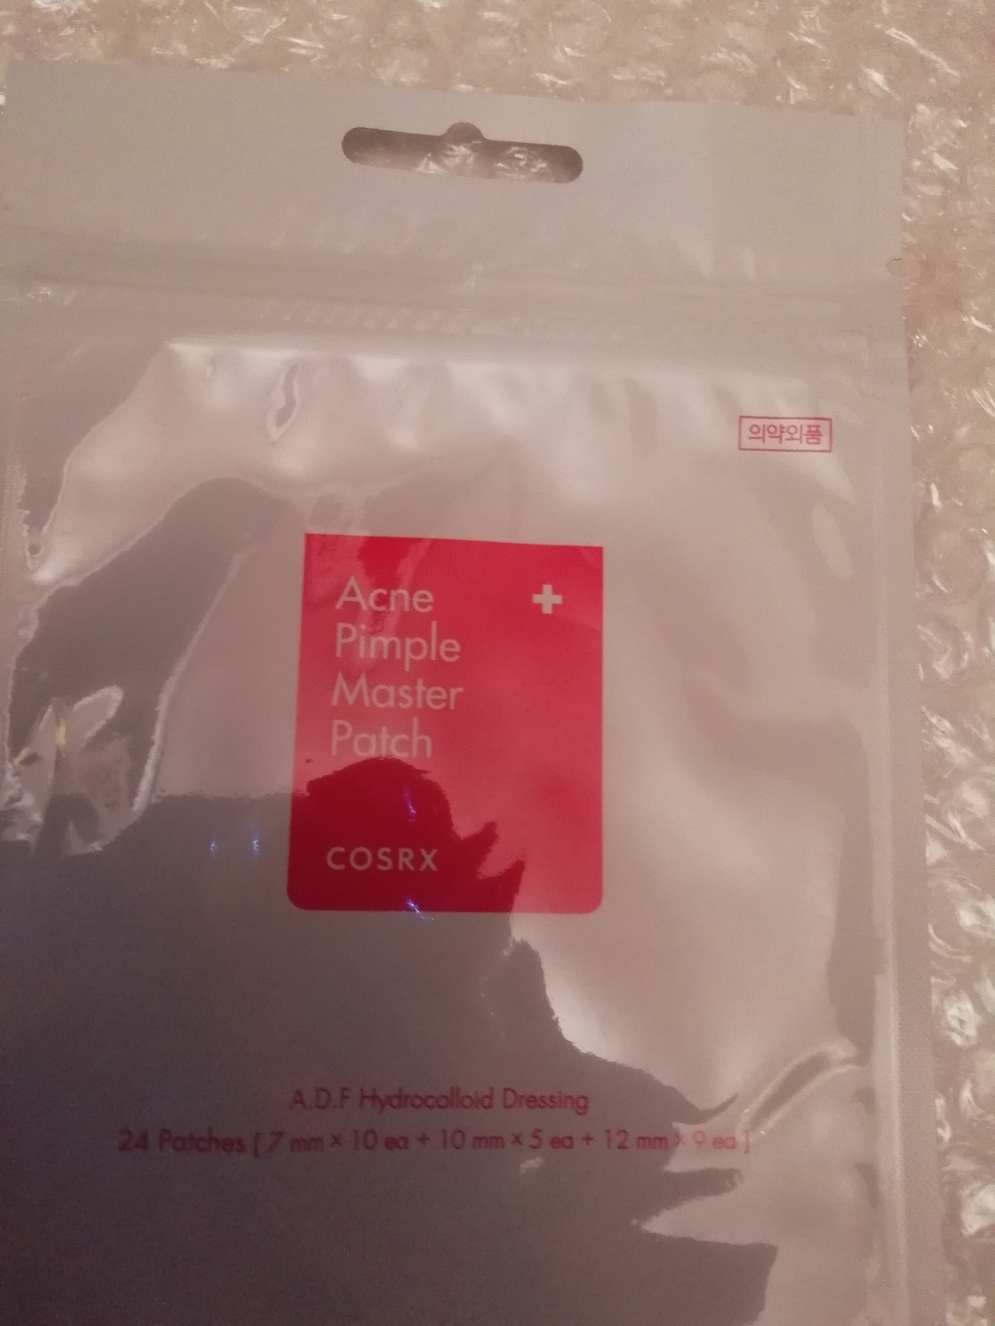 의약외품
Acne
Pimple
Master
Patch
COSRX
A.D.F Hydrocolloid Dressing
24 Patches [ 7 mm × 10 ea + 10 mm × 5 ea + 12 mm × 9 ea ]